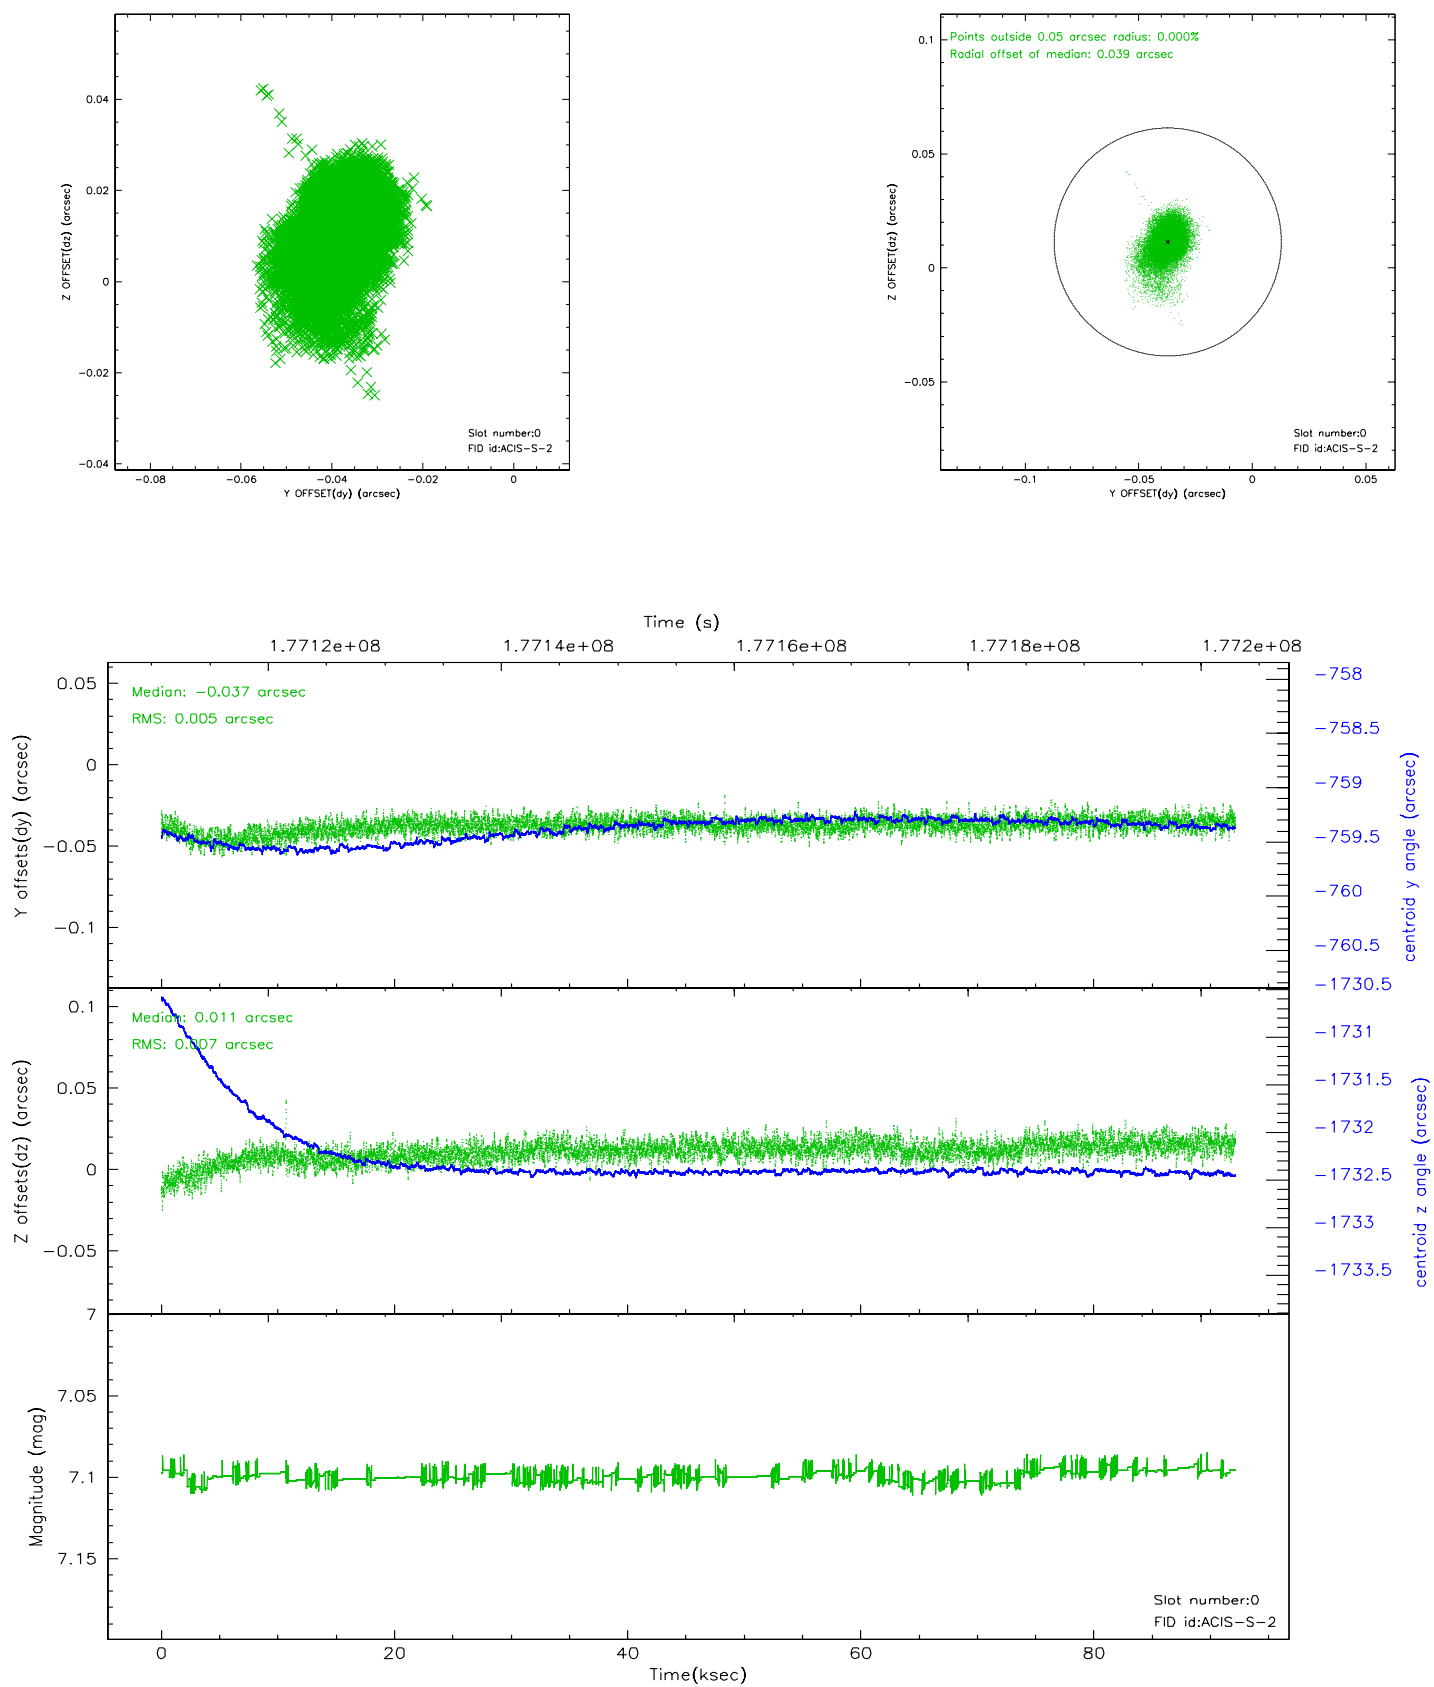 0.04
0.02
0
−0.02
−0.04
Z OFFSET(dz) (arcsec)
Slot number:0
FID id:ACIS−S−2
−0.08
−0.06
−0.04
−0.02
0
Y OFFSET(dy) (arcsec)
Points outside 0.05 arcsec radius: 0.000%
Radial offset of median: 0.039 arcsec
0.1
0.05
0
−0.05
Z OFFSET(dz) (arcsec)
Slot number:0
FID id:ACIS−S−2
−0.1
−0.05
0
0.05
Y OFFSET(dy) (arcsec)
Time (s)
1.7712e+08
1.7714e+08
1.7716e+08
1.7718e+08
1.772e+08
Median: −0.037 arcsec
RMS: 0.005 arcsec
0.05
0
−0.05
−0.1
Y offsets(dy) (arcsec)
−758
−758.5
−759
−759.5
−760
−760.5
centroid y angle (arcsec)
Median: 0.011 arcsec
RMS: 0.007 arcsec
0.1
0.05
0
−0.05
Z offsets(dz) (arcsec)
−1730.5
−1731
−1731.5
−1732
−1732.5
−1733
−1733.5
centroid z angle (arcsec)
7
7.05
7.1
7.15
Magnitude (mag)
Slot number:0
FID id:ACIS−S−2
0
20
40
60
80
Time(ksec)